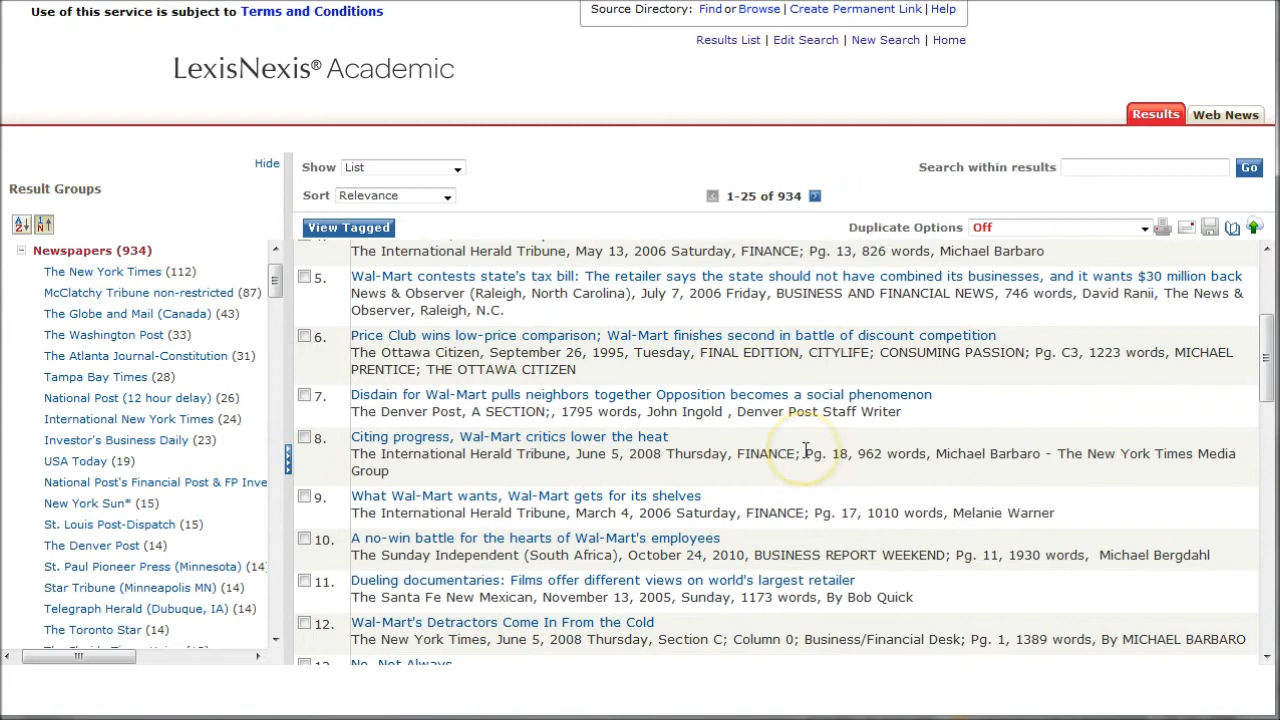 Use of this service is subject to Terms and Conditions
Source Directory: Find or Browse | Create Permanent Link | Help
Results List | Edit Search | New Search | Home
LexisNexis® Academic
Results Web News
Hide
Result Groups
Show List
Search within results Go
Sort Relevance
1-25 of 934
View Tagged
Duplicate Options Off
Newspapers (934)
The New York Times (112)
McClatchy Tribune non-restricted (87)
The Globe and Mail (Canada) (43)
The Washington Post (33)
The Atlanta Journal-Constitution (31)
Tampa Bay Times (28)
National Post (12 hour delay) (26)
International New York Times (24)
Investor's Business Daily (23)
USA Today (19)
National Post's Financial Post & FP Inve
New York Sun* (15)
St. Louis Post-Dispatch (15)
The Denver Post (14)
St. Paul Pioneer Press (Minnesota) (14)
Star Tribune (Minneapolis MN) (14)
Telegraph Herald (Dubuque, IA) (14)
The Toronto Star (14)
The International Herald Tribune, May 13, 2006 Saturday, FINANCE; Pg. 13, 826 words, Michael Barbaro
5. Wal-Mart contests state's tax bill: The retailer says the state should not have combined its businesses, and it wants $30 million back
News & Observer (Raleigh, North Carolina), July 7, 2006 Friday, BUSINESS AND FINANCIAL NEWS, 746 words, David Ranii, The News &
Observer, Raleigh, N.C.
6. Price Club wins low-price comparison; Wal-Mart finishes second in battle of discount competition
The Ottawa Citizen, September 26, 1995, Tuesday, FINAL EDITION, CITYLIFE; CONSUMING PASSION; Pg. C3, 1223 words, MICHAEL
PRENTICE; THE OTTAWA CITIZEN
7. Disdain for Wal-Mart pulls neighbors together Opposition becomes a social phenomenon
The Denver Post, A SECTION;, 1795 words, John Ingold , Denver Post Staff Writer
8. Citing progress, Wal-Mart critics lower the heat
The International Herald Tribune, June 5, 2008 Thursday, FINANCE; Pg. 18, 962 words, Michael Barbaro - The New York Times Media
Group
9. What Wal-Mart wants, Wal-Mart gets for its shelves
The International Herald Tribune, March 4, 2006 Saturday, FINANCE; Pg. 17, 1010 words, Melanie Warner
10. A no-win battle for the hearts of Wal-Mart's employees
The Sunday Independent (South Africa), October 24, 2010, BUSINESS REPORT WEEKEND; Pg. 11, 1930 words, Michael Bergdahl
11. Dueling documentaries: Films offer different views on world's largest retailer
The Santa Fe New Mexican, November 13, 2005, Sunday, 1173 words, By Bob Quick
12. Wal-Mart's Detractors Come In From the Cold
The New York Times, June 5, 2008 Thursday, Section C; Column 0; Business/Financial Desk; Pg. 1, 1389 words, By MICHAEL BARBARO
No, Not Always